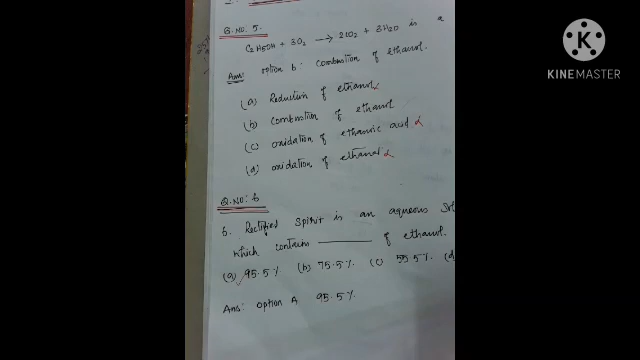 Q.NO. 5
C2H5OH + 3O2 → 2CO2 + 3H2O is a
Ans: option b: Combustion of ethanol.
(a) Reduction of ethanol
(b) combustion of ethanol
(c) oxidation of ethanoic acid
(d) oxidation of ethanal
Q.NO: 6
6. Rectified spirit is an aqueous
which contain ______ of ethanol.
(a) 95.5% (b) 75.5% (c) 55.5% (d)
Ans: option A 95.5%
K
KINEMASTER